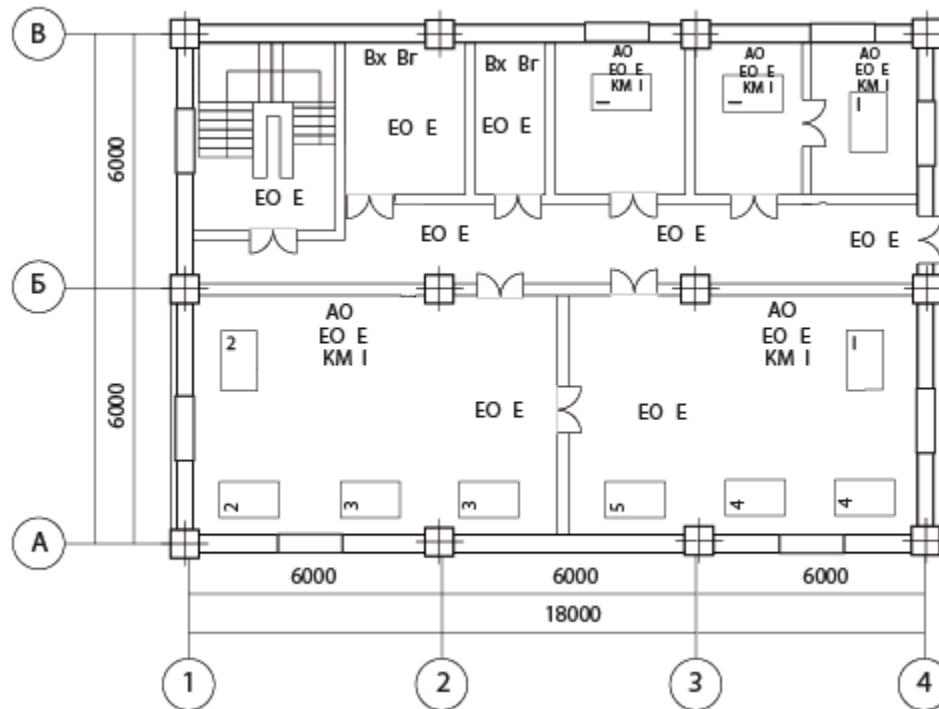 В
Вх Вг
ЕО Е
Вх Вг
ЕО Е
АО
ЕО Е
КМ I
I
АО
ЕО Е
КМ I
I
АО
ЕО Е
КМ I
I
6000
ЕО Е
ЕО Е
ЕО Е
ЕО Е
Б
АО
ЕО Е
КМ I
2
АО
ЕО Е
КМ I
I
6000
ЕО Е
ЕО Е
2
3
3
5
4
4
А
6000
6000
6000
18000
1
2
3
4